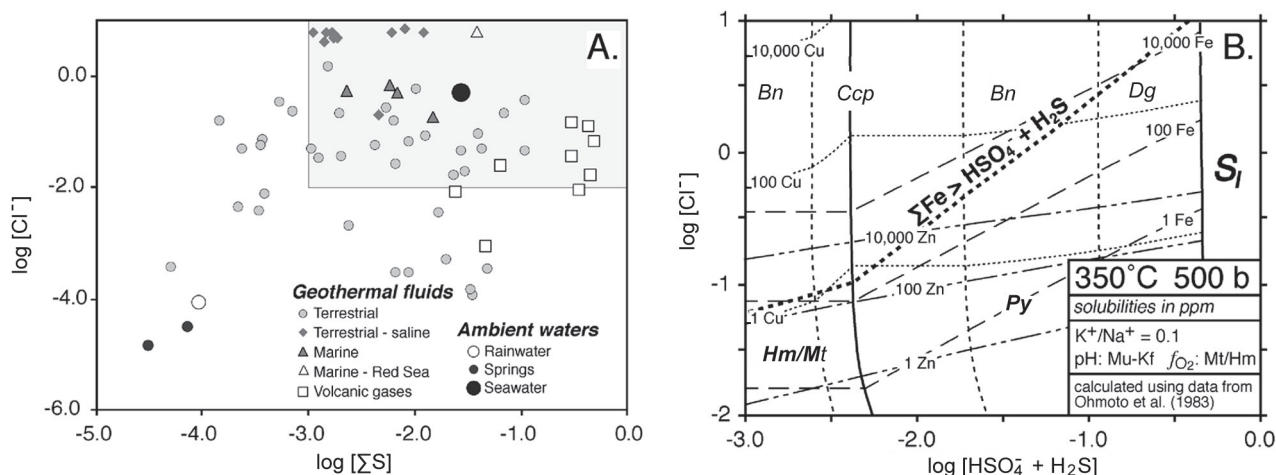 A.
0.0
-2.0
-4.0
-6.0
log [Cl⁻]
-5.0 -4.0 -3.0 -2.0 -1.0 0.0
log [∑S]
Geothermal fluids
Terrestrial
Terrestrial - saline
Marine
Marine - Red Sea
Volcanic gases
Ambient waters
Rainwater
Springs
Seawater
B.
1
0
-1
-2
log [Cl⁻]
-3.0 -2.0 -1.0 0.0
log [HSO₄⁻ + H₂S]
10,000 Cu
10,000 Fe
Bn Ccp Bn Dg
100 Fe
100 Cu
∑Fe > HSO₄ + H₂S
Sₗ
1 Fe
10,000 Zn
100 Zn
1 Cu
Py
Hm/Mt
1 Zn
350°C 500 b
solubilities in ppm
K⁺/Na⁺ = 0.1
pH: Mu-Kf fO₂: Mt/Hm
calculated using data from
Ohmoto et al. (1983)